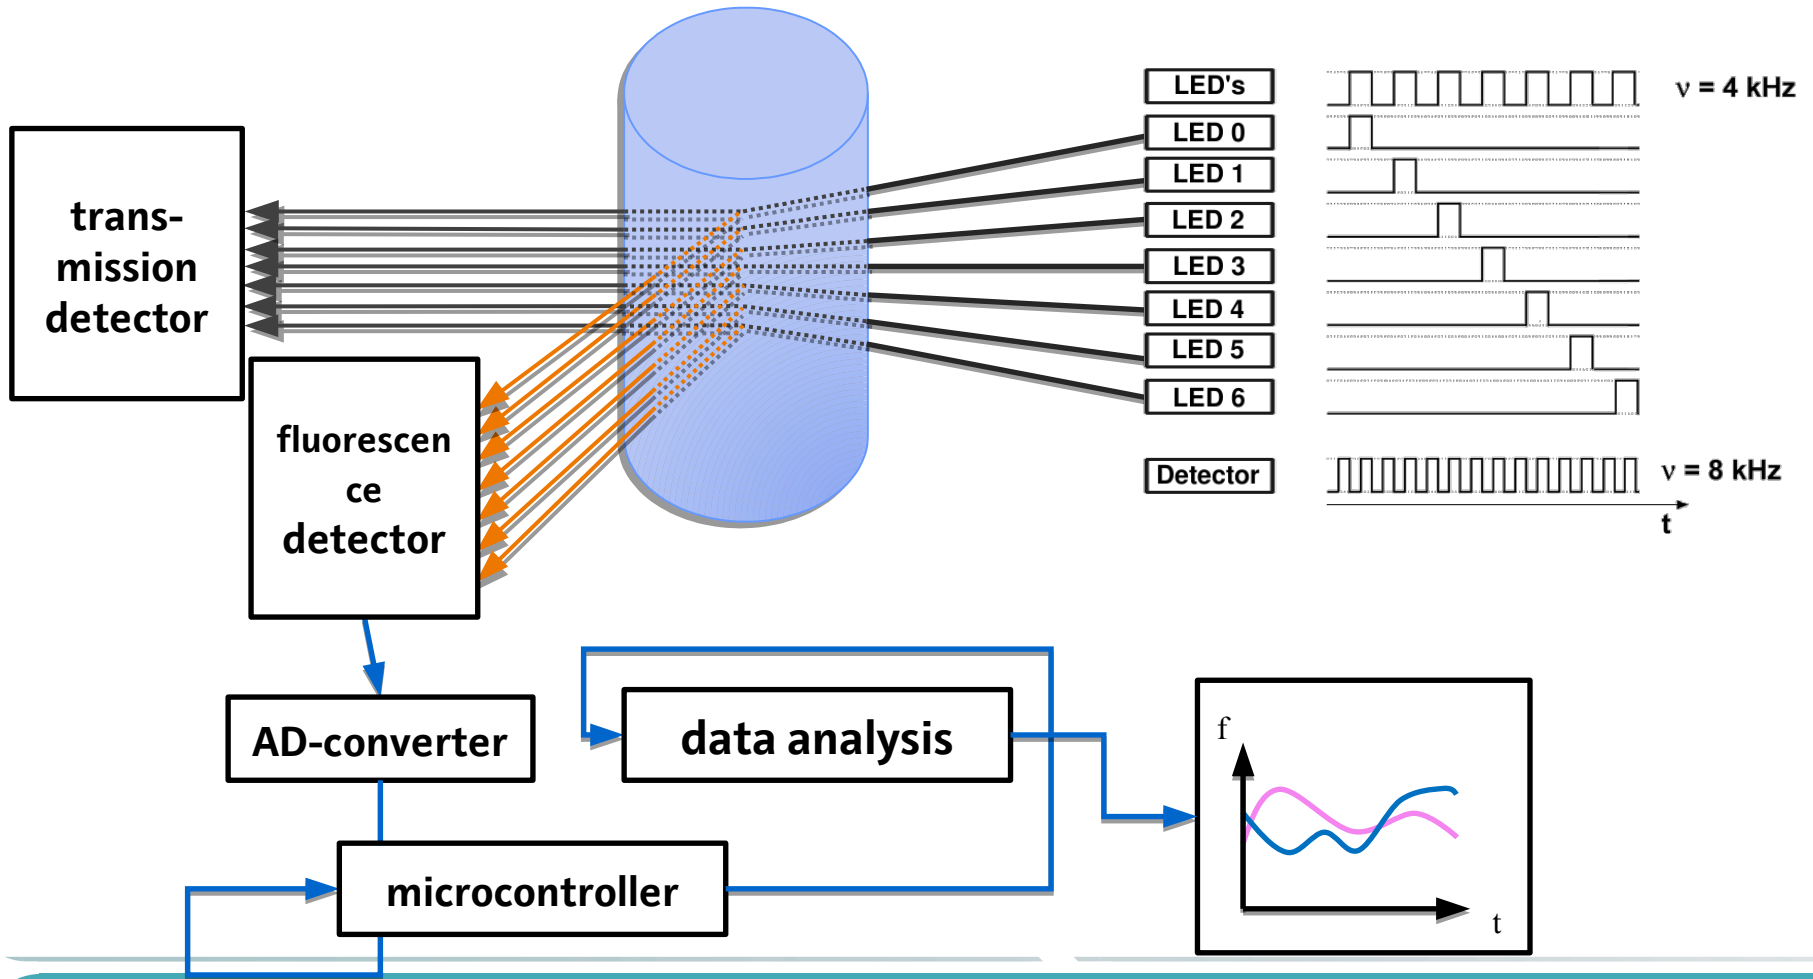 trans-
mission
detector
fluorescen
ce
detector
AD-converter
microcontroller
data analysis
LED's
LED 0
LED 1
LED 2
LED 3
LED 4
LED 5
LED 6
Detector
ν = 4 kHz
ν = 8 kHz
t
f
t